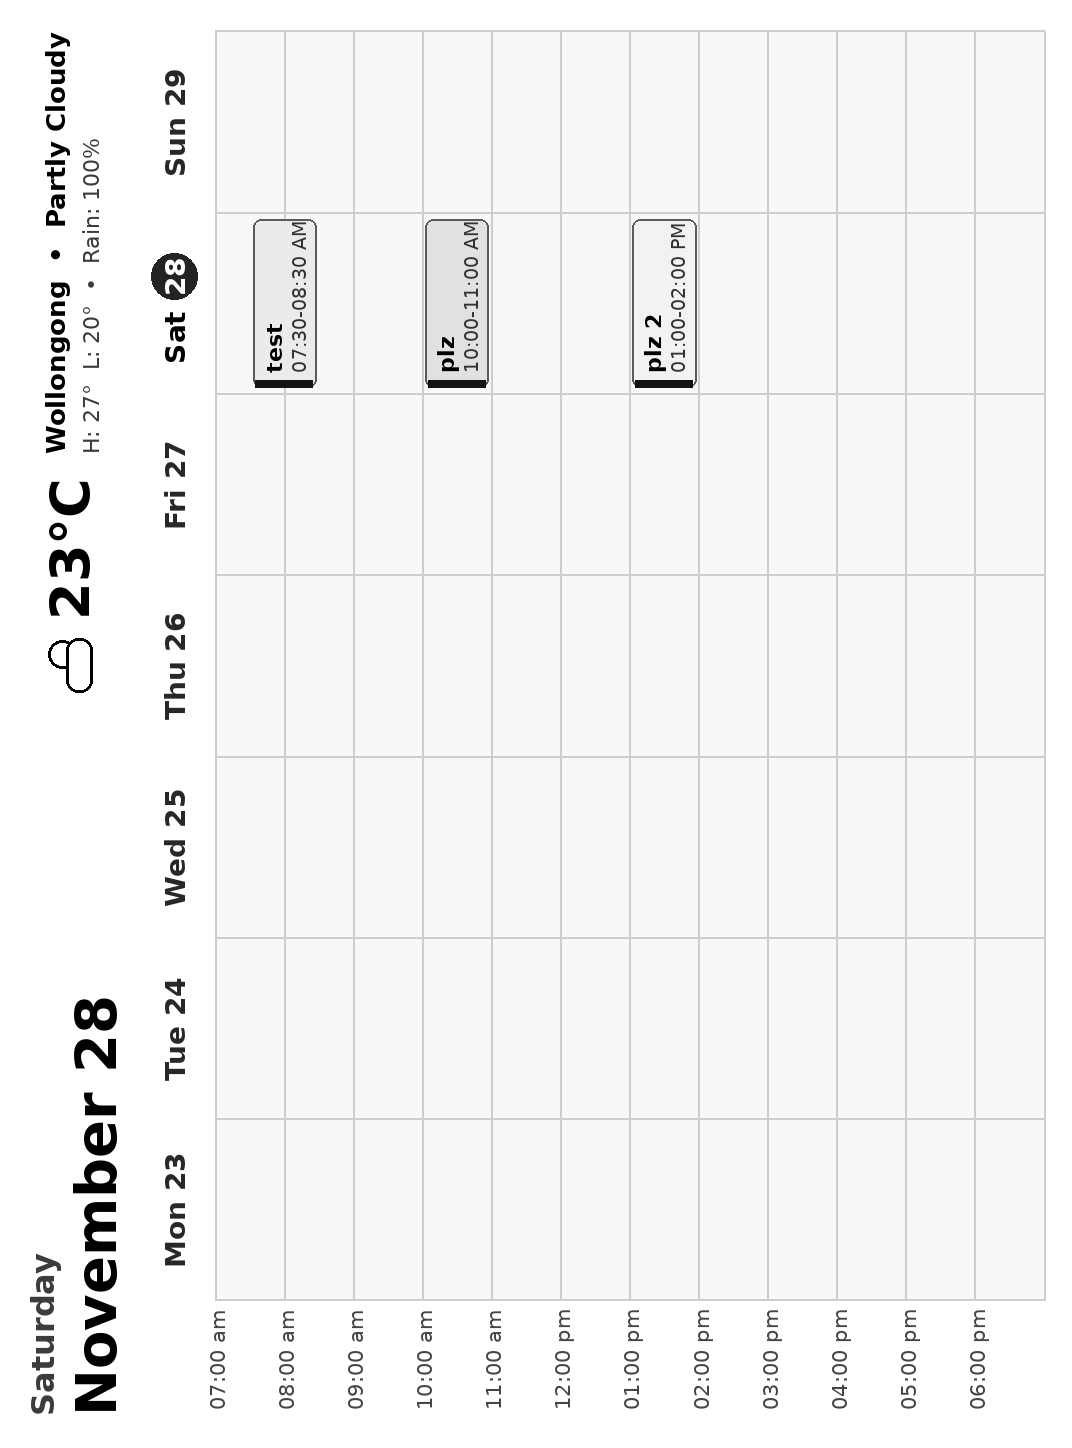 Saturday
November 28
23°C
Wollongong • Partly Cloudy
H: 27° L: 20° • Rain: 100%
Mon 23
Tue 24
Wed 25
Thu 26
Fri 27
Sat 28
Sun 29
07:00 am
test
07:30-08:30 AM
08:00 am
09:00 am
10:00 am
plz
10:00-11:00 AM
11:00 am
12:00 pm
01:00 pm
plz 2
01:00-02:00 PM
02:00 pm
03:00 pm
04:00 pm
05:00 pm
06:00 pm